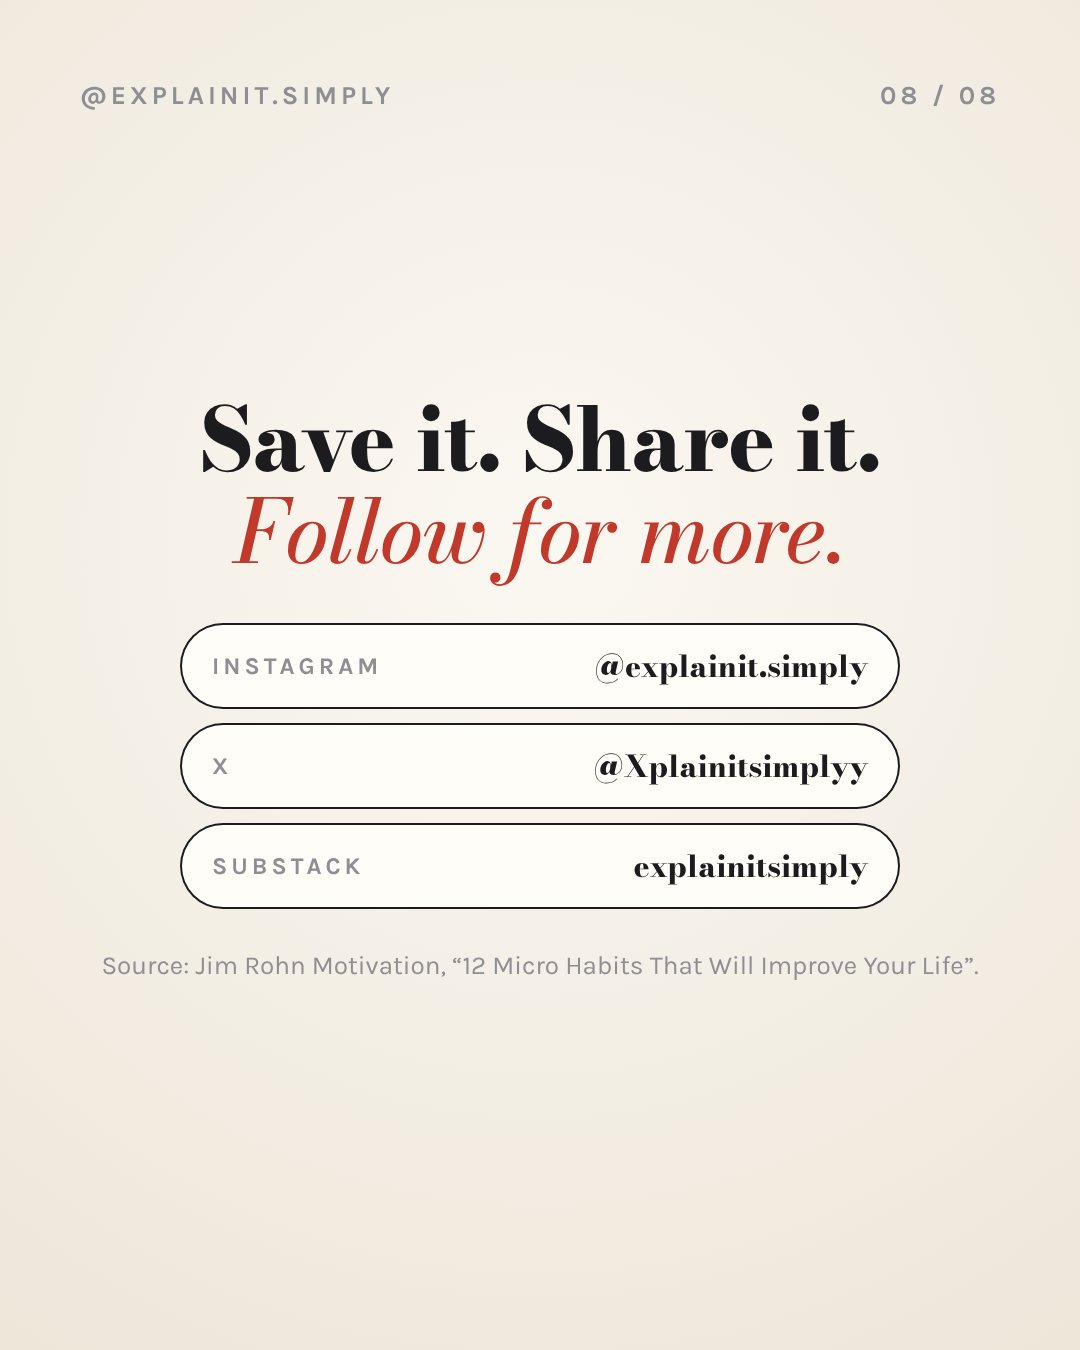 @EXPLAINIT.SIMPLY
08 / 08
Save it. Share it.
Follow for more.
INSTAGRAM @explainit.simply
X @Xplainitsimplyy
SUBSTACK explainitsimply
Source: Jim Rohn Motivation, “12 Micro Habits That Will Improve Your Life”.